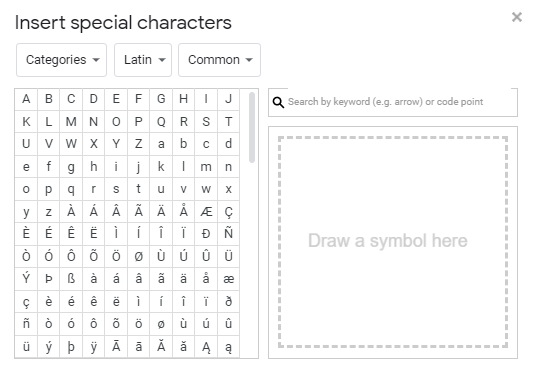 Insert special characters
Categories Latin Common
A B C D E F G H I J
K L M N O P Q R S T
U V W X Y Z a b c d
e f g h i j k l m n
o p q r s t u v w x
y z À Á Â Ã Ä Å Æ Ç
È É Ê Ë Ì Í Î Ï Ð Ñ
Ò Ó Ô Õ Ö Ø Ù Ú Û Ü
Ý Þ ß à á â ã ä å æ
ç è é ê ë ì í î ï ð
ñ ò ó ô õ ö ø ù ú û
ü ý þ ÿ Ā ā Ă ă Ą ą
Search by keyword (e.g. arrow) or code point
Draw a symbol here